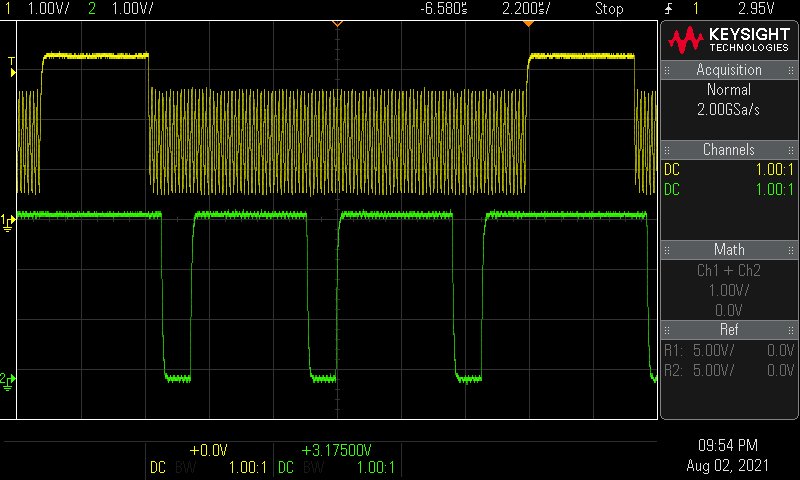 1 1.00V/ 2 1.00V/ -6.580s 2.200s/ Stop 1 2.95V
KEYSIGHT
TECHNOLOGIES
Acquisition
Normal
2.00GSa/s
Channels
DC 1.00:1
DC 1.00:1
Math
Ch1 + Ch2
1.00V/
0.0V
Ref
R1: 5.00V/ 0.0V
R2: 5.00V/ 0.0V
T
1
2
+0.0V +3.17500V
DC BW 1.00:1 DC BW 1.00:1
09:54 PM
Aug 02, 2021